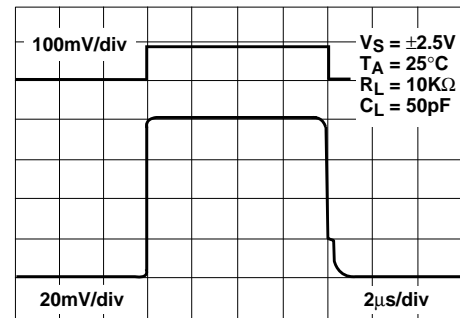 100mV/div
V_S = ±2.5V
T_A = 25°C
R_L = 10KΩ
C_L = 50pF
20mV/div
2μs/div